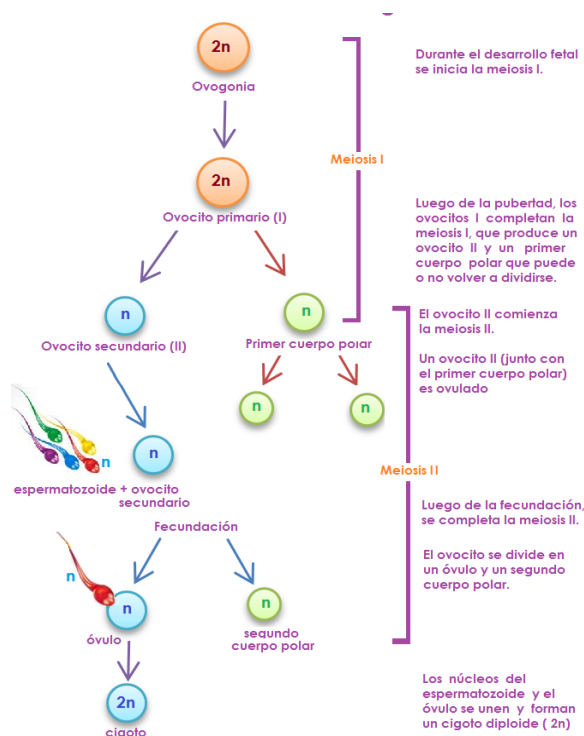 2n
Ovogonia
Durante el desarrollo fetal
se inicia la meiosis I.
Meiosis I
2n
Ovocito primario (I)
Luego de la pubertad, los
ovocitos I completan la
meiosis I, que produce un
ovocito II y un primer
cuerpo polar que puede
o no volver a dividirse.
n
Ovocito secundario (II)
n
Primer cuerpo polar
El ovocito II comienza
la meiosis II.
Un ovocito II (junto con
el primer cuerpo polar)
es ovulado
n
n
n
n
espermatozoide + ovocito
secundario
Meiosis II
Fecundación
Luego de la fecundación,
se completa la meiosis II.
El ovocito se divide en
un óvulo y un segundo
cuerpo polar.
n
n
óvulo
n
segundo
cuerpo polar
2n
cigoto
Los núcleos del
espermatozoide y el
óvulo se unen y forman
un cigoto diploide ( 2n)